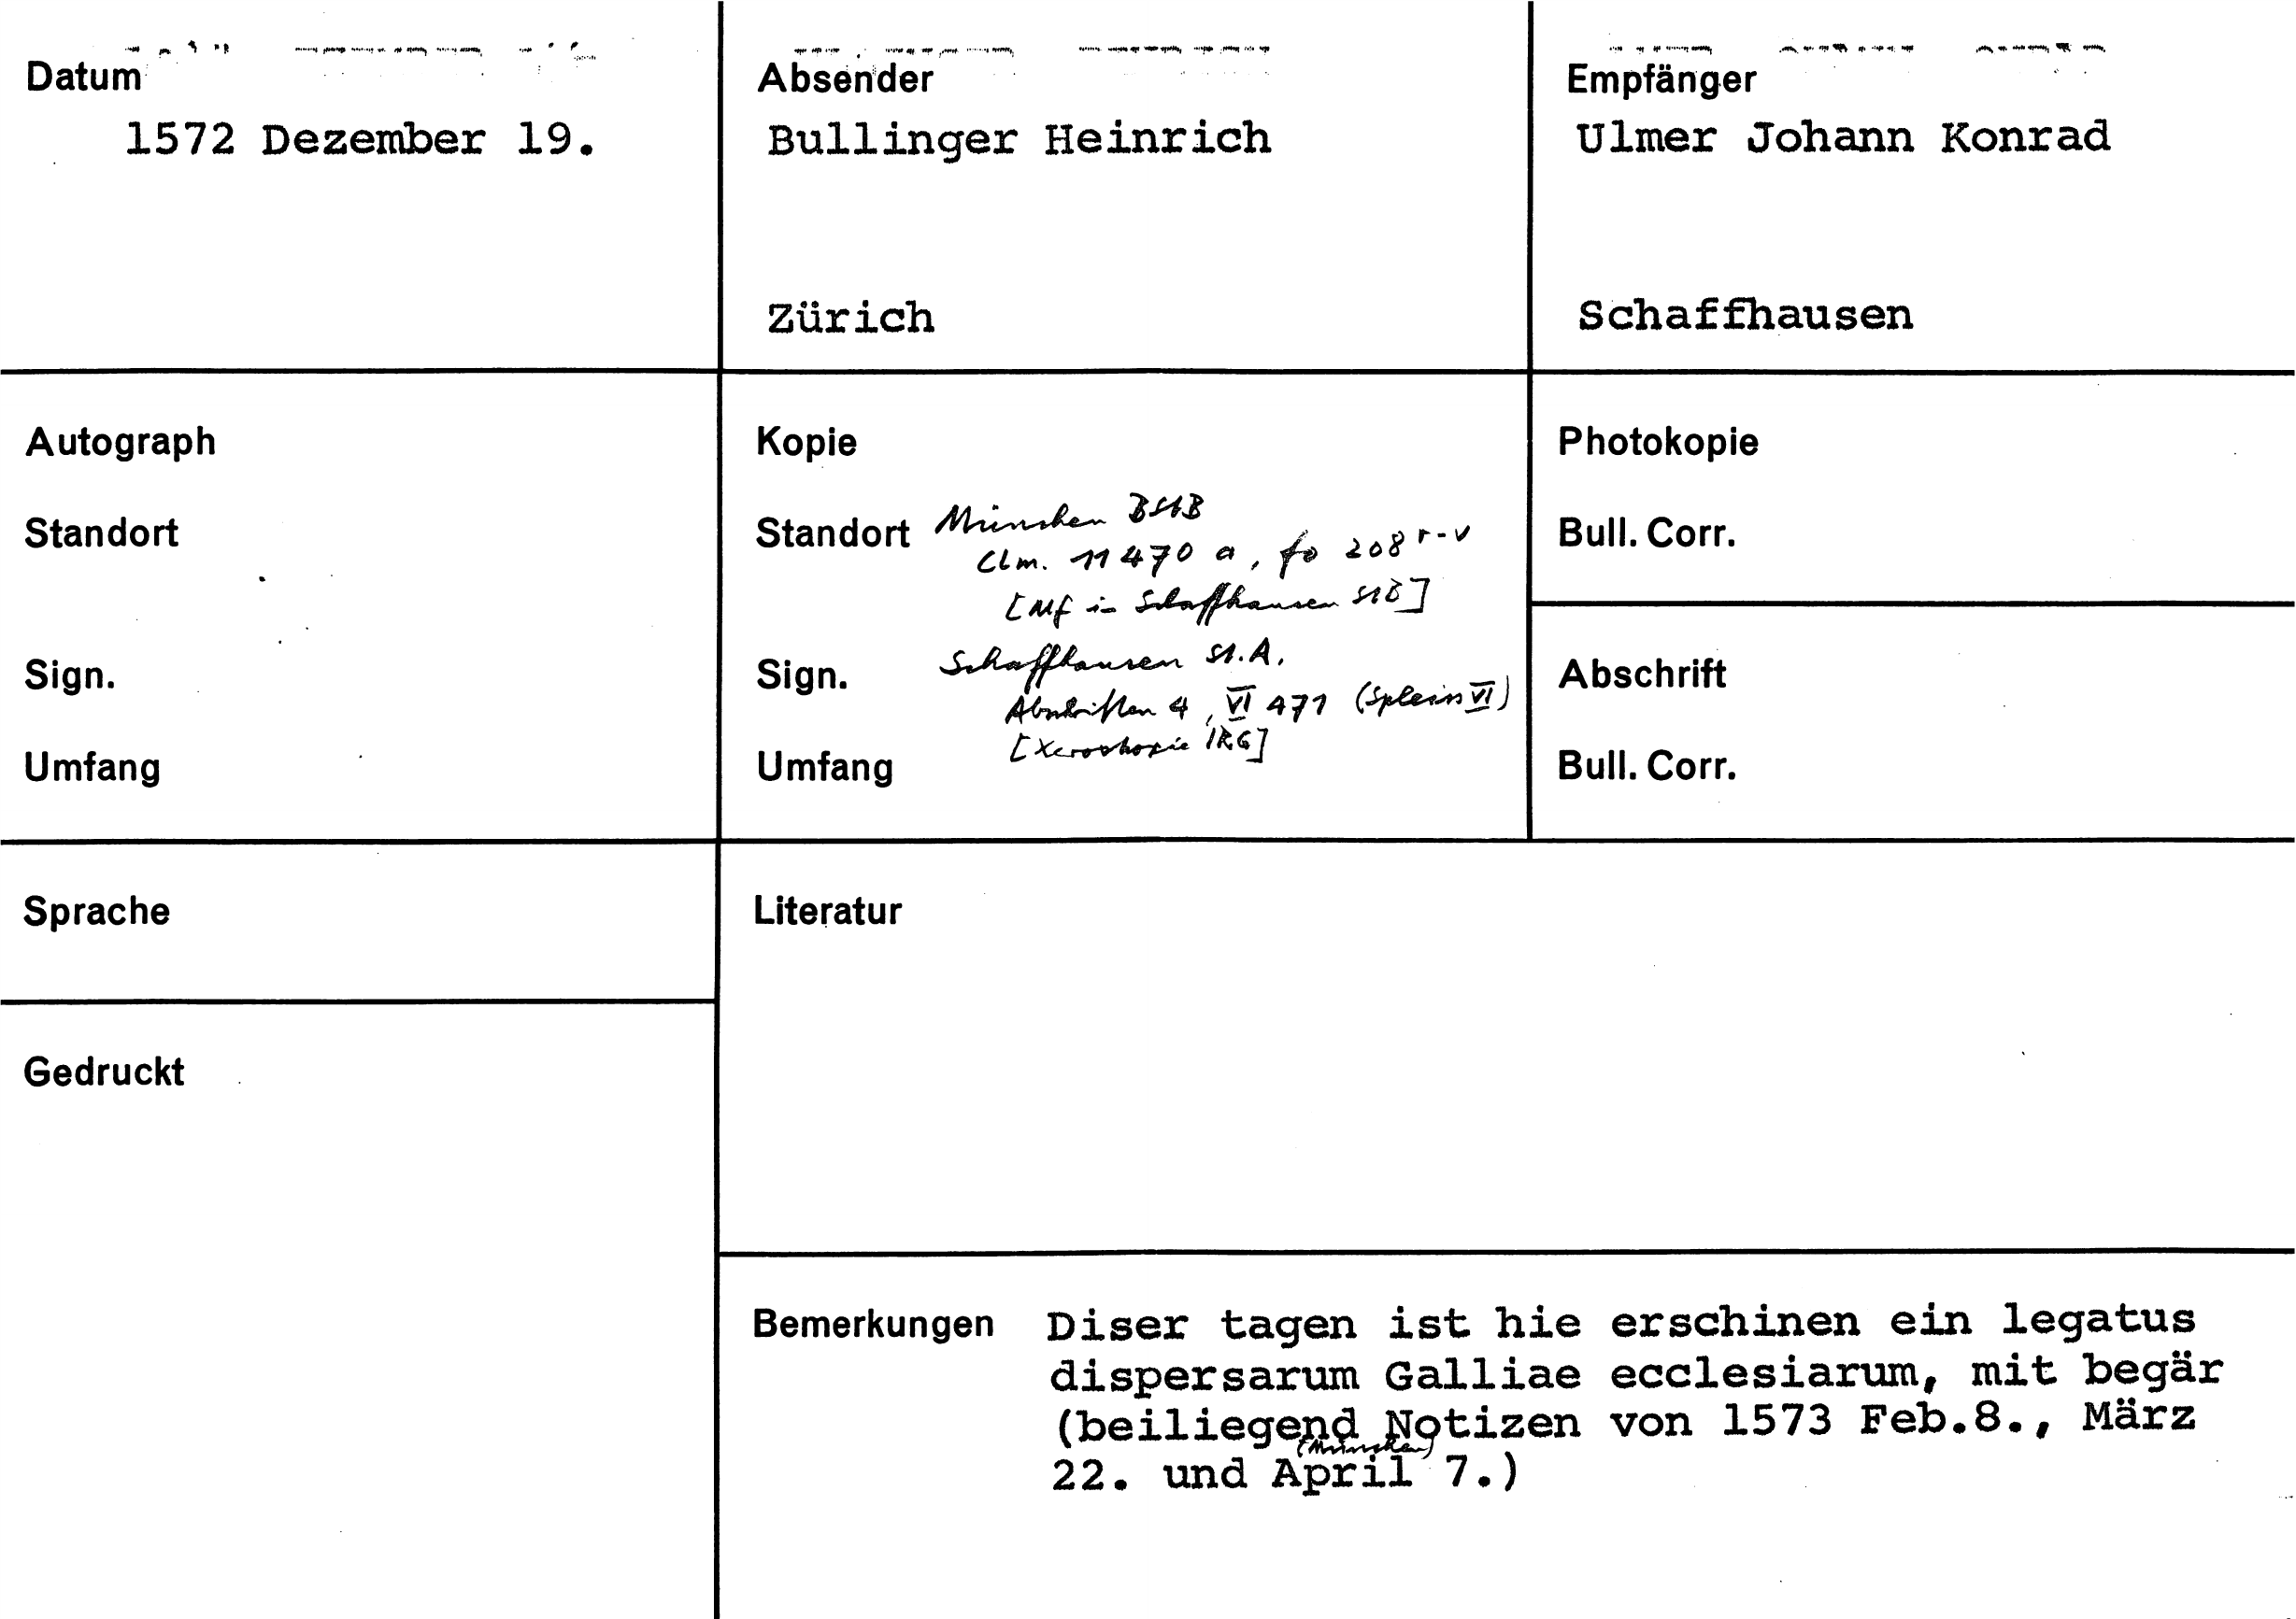 Datum
1572 Dezember 19.
Absender
Bullinger Heinrich
Zürich
Empfänger
Ulmer Johann Konrad
Schaffhausen
Autograph
Standort
Sign.
Umfang
Kopie
Standort München BStB
Clm. 11470 a, fo 208 r-v
[Mf in Schaffhausen StB]
Sign. Schaffhausen St.A.
Abschriften 4, VI 471 (Spleiss VI)
[Xerokopie IRG]
Umfang
Photokopie
Bull. Corr.
Abschrift
Bull. Corr.
Sprache
Gedruckt
Literatur
Bemerkungen Diser tagen ist hie erschinen ein legatus
dispersarum Galliae ecclesiarum, mit begär
(beiliegend Notizen von 1573 Feb.8., März
(München)
22. und April 7.)